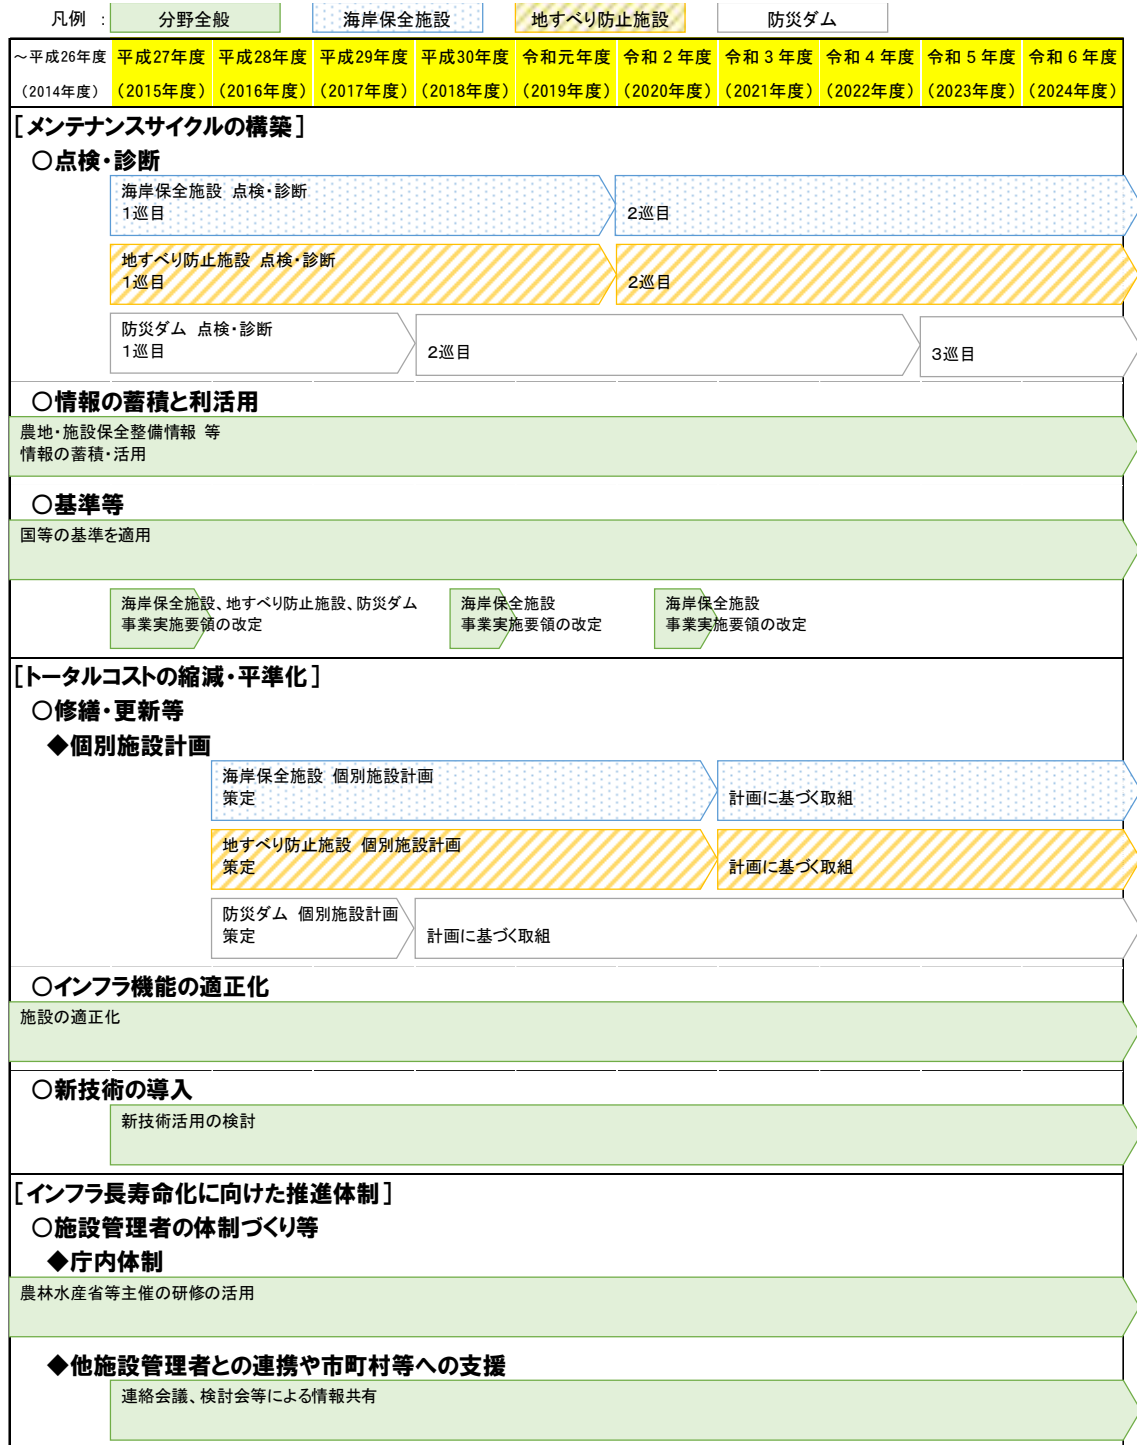 凡例 : 分野全般 海岸保全施設 地すべり防止施設 防災ダム
～平成26年度 平成27年度 平成28年度 平成29年度 平成30年度 令和元年度 令和２年度 令和３年度 令和４年度 令和５年度 令和６年度
（2014年度） （2015年度） （2016年度） （2017年度） （2018年度） （2019年度） （2020年度） （2021年度） （2022年度） （2023年度） （2024年度）
［メンテナンスサイクルの構築］
○点検・診断
海岸保全施設 点検・診断
１巡目 ２巡目
地すべり防止施設 点検・診断
１巡目 ２巡目
防災ダム 点検・診断
１巡目 ２巡目 ３巡目
○情報の蓄積と利活用
農地・施設保全整備情報 等
情報の蓄積・活用
○基準等
国等の基準を適用
海岸保全施設、地すべり防止施設、防災ダム 海岸保全施設 海岸保全施設
事業実施要領の改定 事業実施要領の改定 事業実施要領の改定
［トータルコストの縮減・平準化］
○修繕・更新等
◆個別施設計画
海岸保全施設 個別施設計画
策定 計画に基づく取組
地すべり防止施設 個別施設計画
策定 計画に基づく取組
防災ダム 個別施設計画
策定 計画に基づく取組
○インフラ機能の適正化
施設の適正化
○新技術の導入
新技術活用の検討
［インフラ長寿命化に向けた推進体制］
○施設管理者の体制づくり等
◆庁内体制
農林水産省等主催の研修の活用
◆他施設管理者との連携や市町村等への支援
連絡会議、検討会等による情報共有